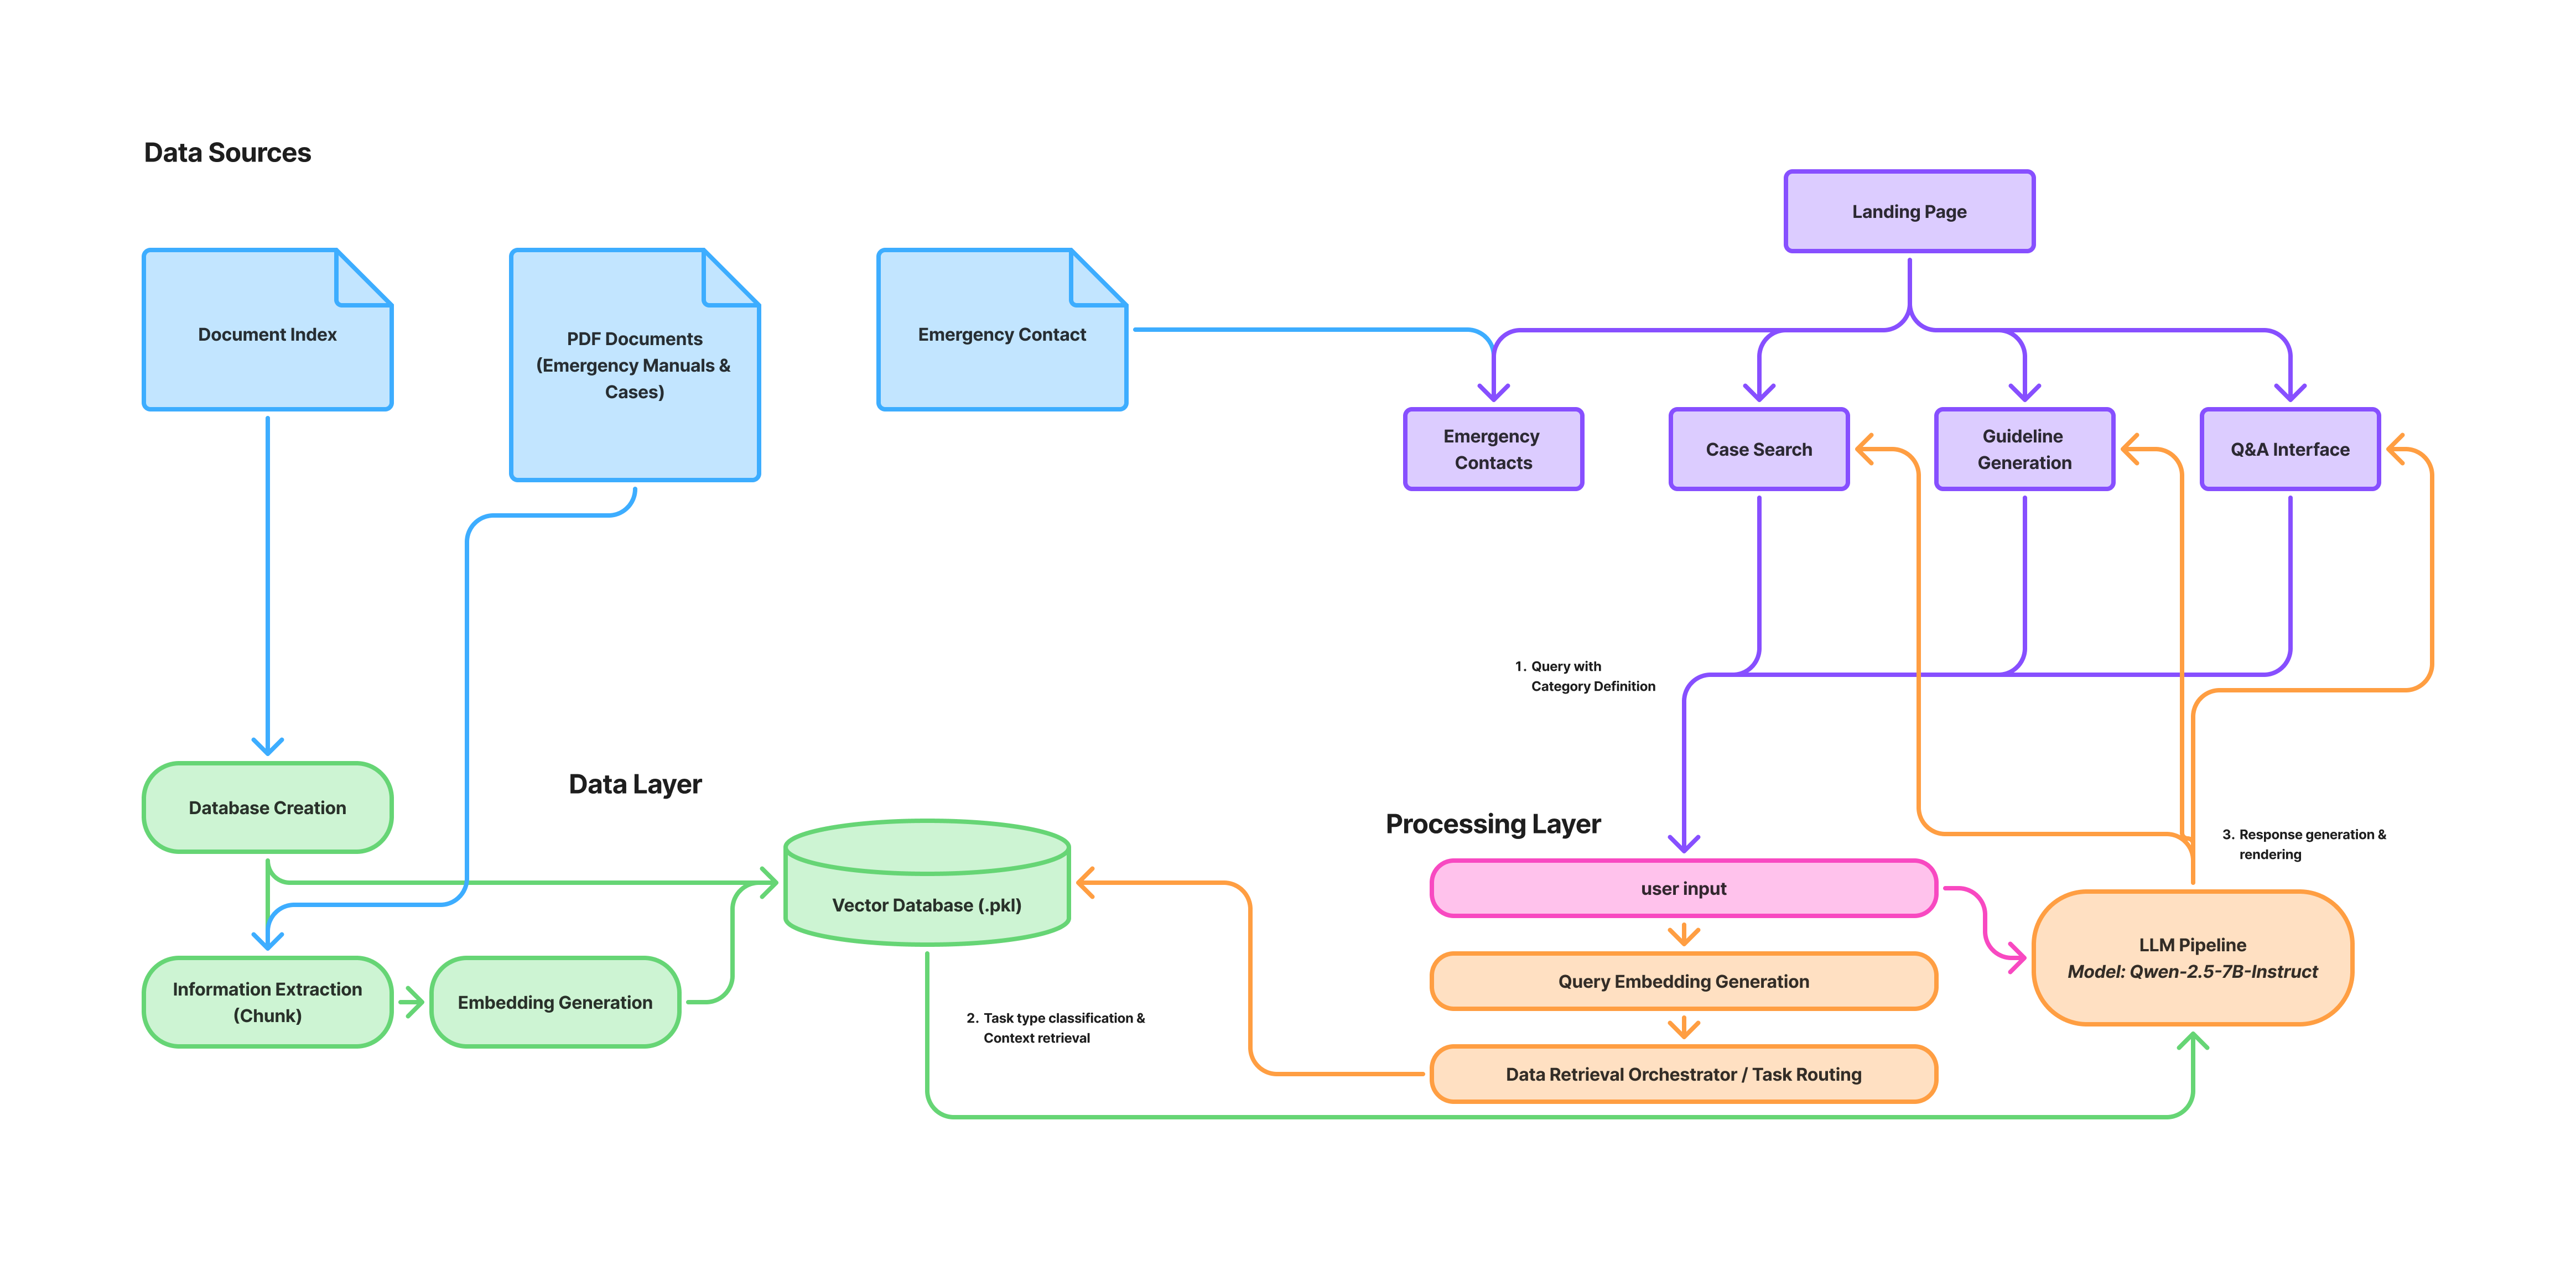 Data Sources
Landing Page
Document Index
PDF Documents
(Emergency Manuals &
Cases)
Emergency Contact
Emergency
Contacts
Case Search
Guideline
Generation
Q&A Interface
1. Query with
Category Definition
Database Creation
Data Layer
Processing Layer
3. Response generation &
rendering
Vector Database (.pkl)
user input
LLM Pipeline
Model: Qwen-2.5-7B-Instruct
Query Embedding Generation
Information Extraction
(Chunk)
Embedding Generation
2. Task type classification &
Context retrieval
Data Retrieval Orchestrator / Task Routing